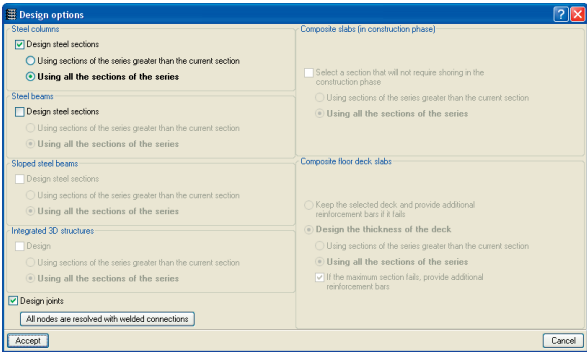 Design options
Steel columns
Design steel sections
Using sections of the series greater than the current section
Using all the sections of the series
Steel beams
Design steel sections
Using sections of the series greater than the current section
Using all the sections of the series
Sloped steel beams
Design steel sections
Using sections of the series greater than the current section
Using all the sections of the series
Integrated 3D structures
Design
Using sections of the series greater than the current section
Using all the sections of the series
Design joints
All nodes are resolved with welded connections
Composite slabs (in construction phase)
Select a section that will not require shoring in the
construction phase
Using sections of the series greater than the current section
Using all the sections of the series
Composite floor deck slabs
Keep the selected deck and provide additional
reinforcement bars if it fails
Design the thickness of the deck
Using sections of the series greater than the current section
Using all the sections of the series
If the maximum section fails, provide additional
reinforcement bars
Accept
Cancel